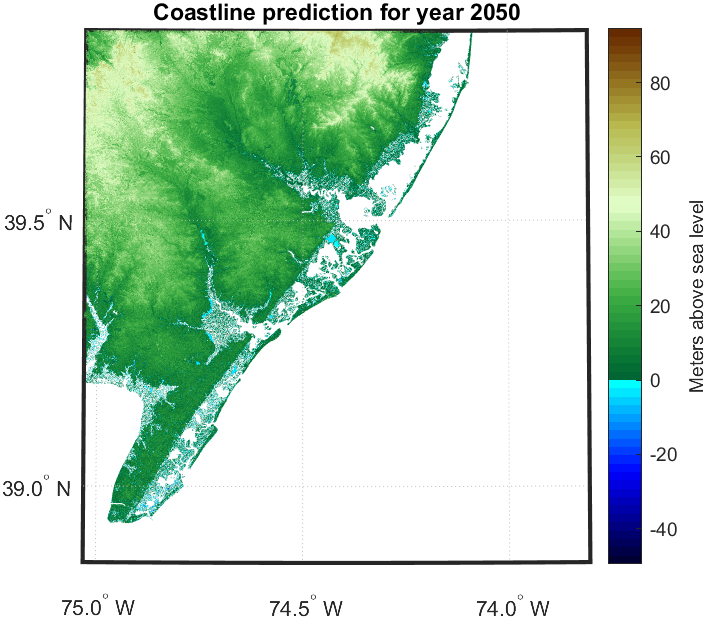 Coastline prediction for year 2050
39.5° N
39.0° N
75.0° W
74.5° W
74.0° W
80
60
40
20
0
-20
-40
Meters above sea level